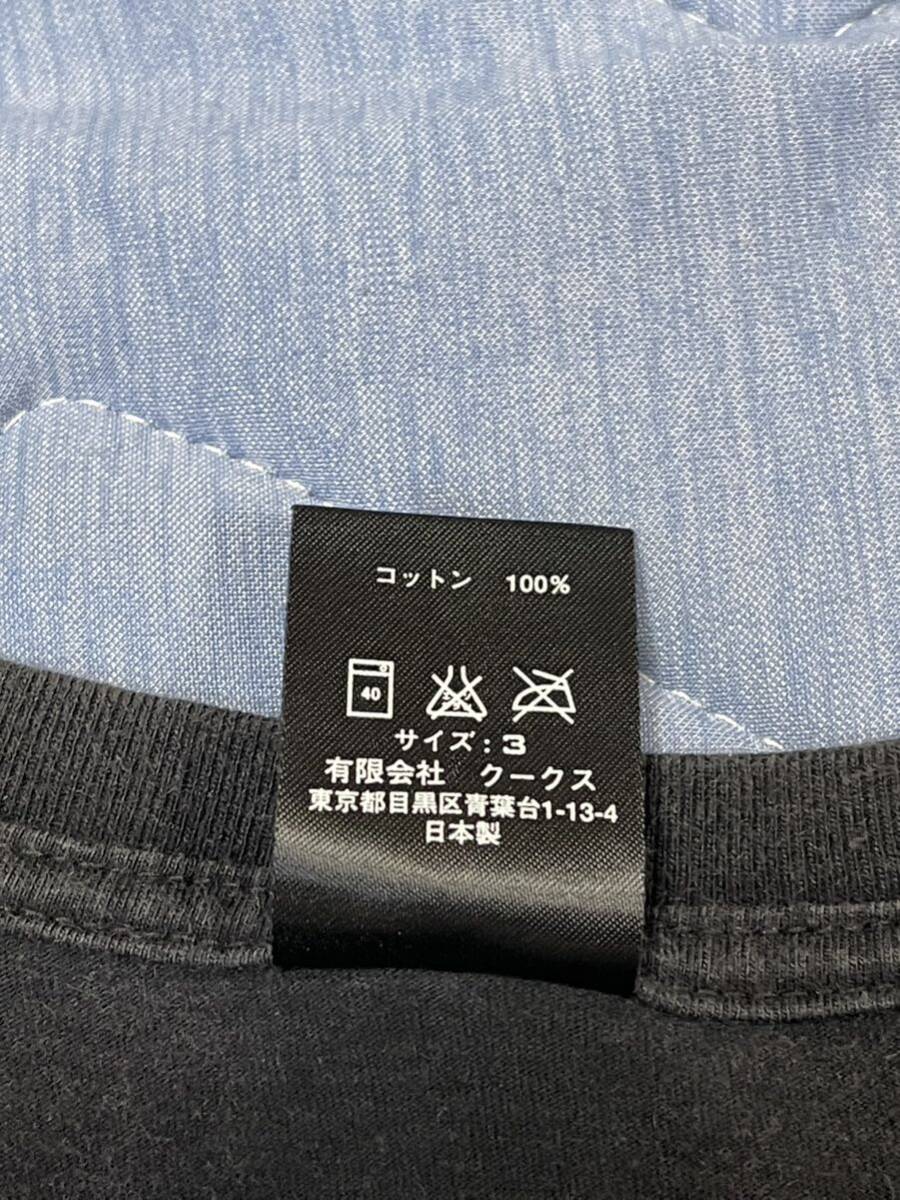 コットン 100%
40
サイズ : 3
有限会社 クークス
東京都目黒区青葉台1-13-4
日本製